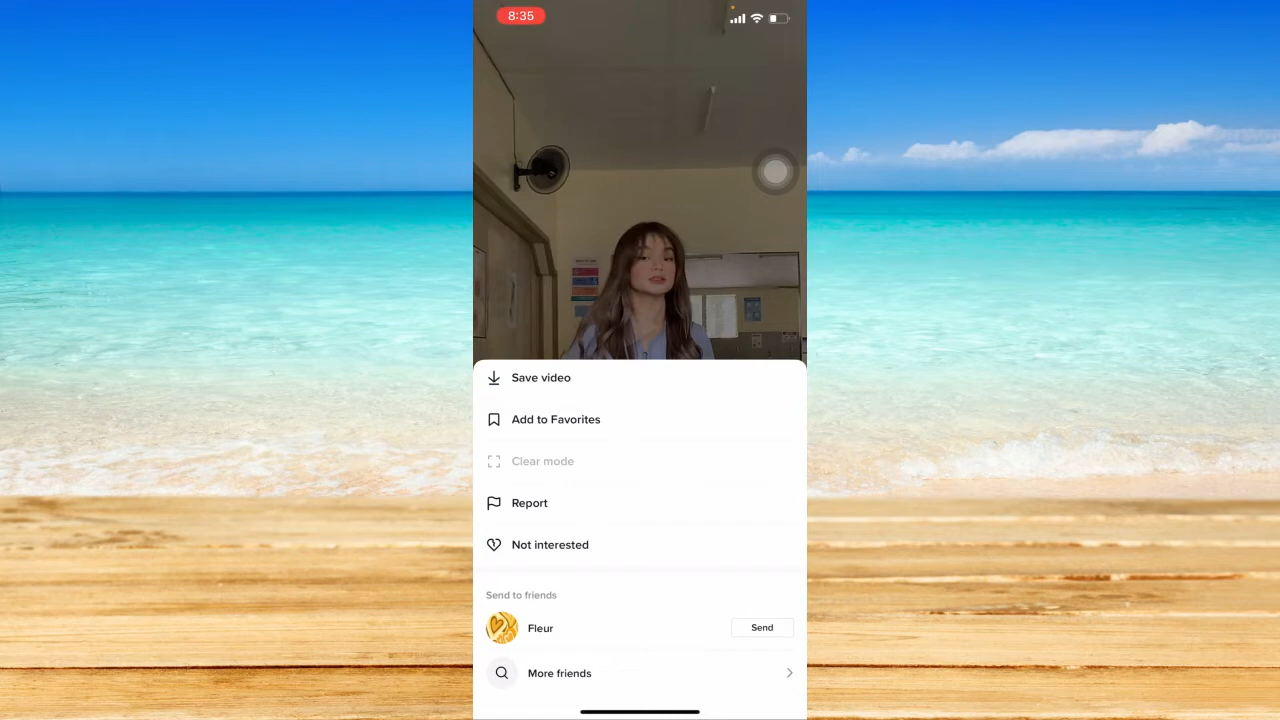 8:35
Save video
Add to Favorites
Clear mode
Report
Not interested
Send to friends
Fleur
Send
More friends